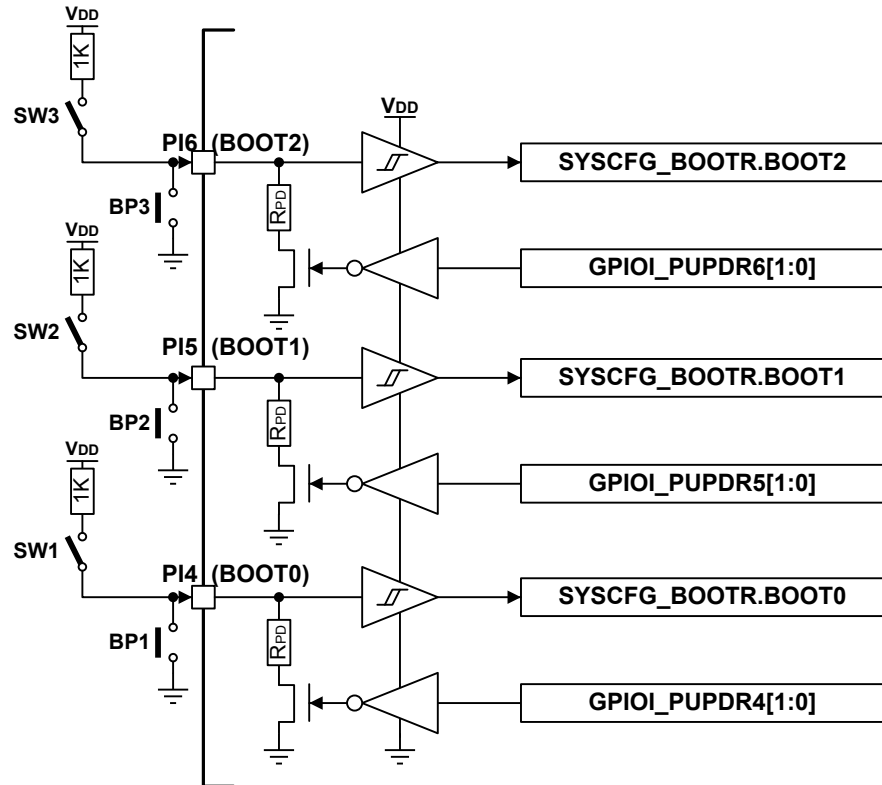 VDD
1K
SW3
PI6 (BOOT2)
VDD
SYSCFG_BOOTR.BOOT2
RPD
BP3
GPIOI_PUPDR6[1:0]
VDD
1K
SW2
PI5 (BOOT1)
SYSCFG_BOOTR.BOOT1
RPD
BP2
GPIOI_PUPDR5[1:0]
VDD
1K
SW1
PI4 (BOOT0)
SYSCFG_BOOTR.BOOT0
RPD
BP1
GPIOI_PUPDR4[1:0]